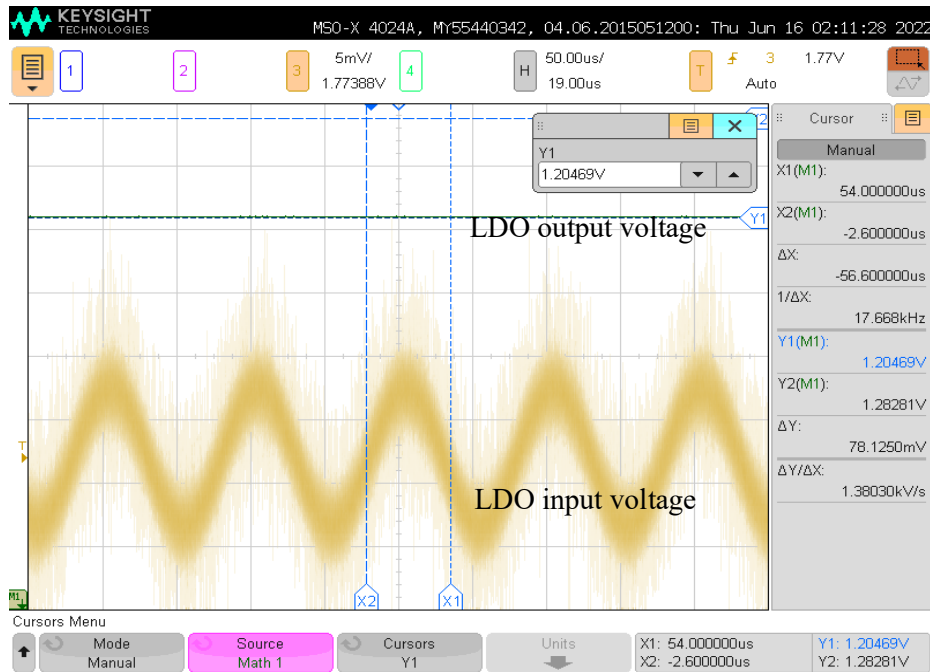 KEYSIGHT
TECHNOLOGIES
MSO-X 4024A, MY55440342, 04.06.2015051200: Thu Jun 16 02:11:28 2022
1
2
3
5mV/
1.77388V
4
H
50.00us/
19.00us
T
3
1.77V
Auto
Y2
Y1
1.20469V
Y1
LDO output voltage
LDO input voltage
T
M1
X2
X1
Cursor
Manual
X1(M1):
54.000000us
X2(M1):
-2.600000us
ΔX:
-56.600000us
1/ΔX:
17.668kHz
Y1(M1):
1.20469V
Y2(M1):
1.28281V
ΔY:
78.1250mV
ΔY/ΔX:
1.38030kV/s
Cursors Menu
Mode
Manual
Source
Math 1
Cursors
Y1
Units
X1: 54.000000us
X2: -2.600000us
Y1: 1.20469V
Y2: 1.28281V